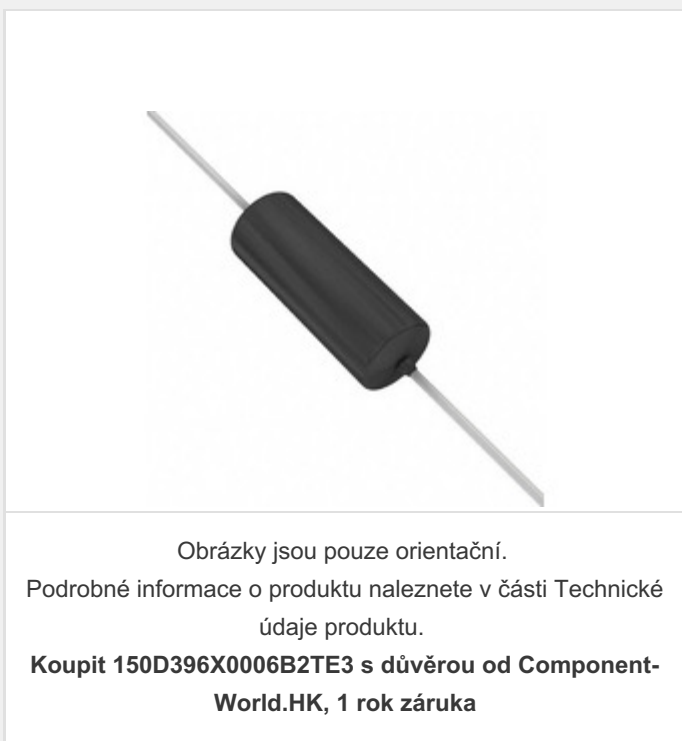 Obrázky jsou pouze orientační.
Podrobné informace o produktu naleznete v části Technické
údaje produktu.
Koupit 150D396X0006B2TE3 s důvěrou od Component-
World.HK, 1 rok záruka